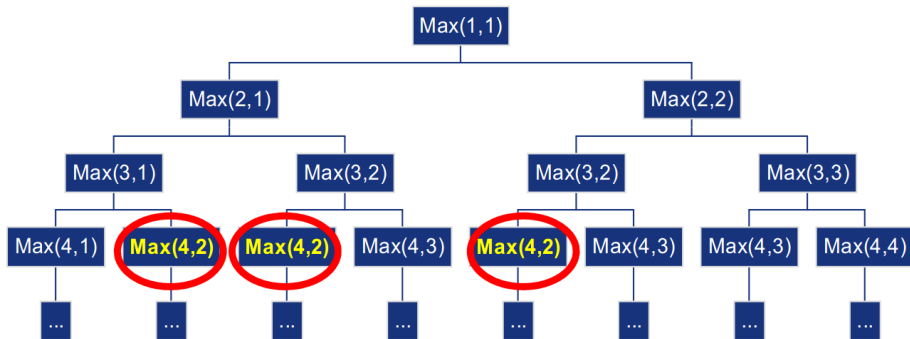 Max(1,1)
Max(2,1) Max(2,2)
Max(3,1) Max(3,2) Max(3,2) Max(3,3)
Max(4,1) Max(4,2) Max(4,2) Max(4,3) Max(4,2) Max(4,3) Max(4,3) Max(4,4)
... ... ... ... ... ... ... ...